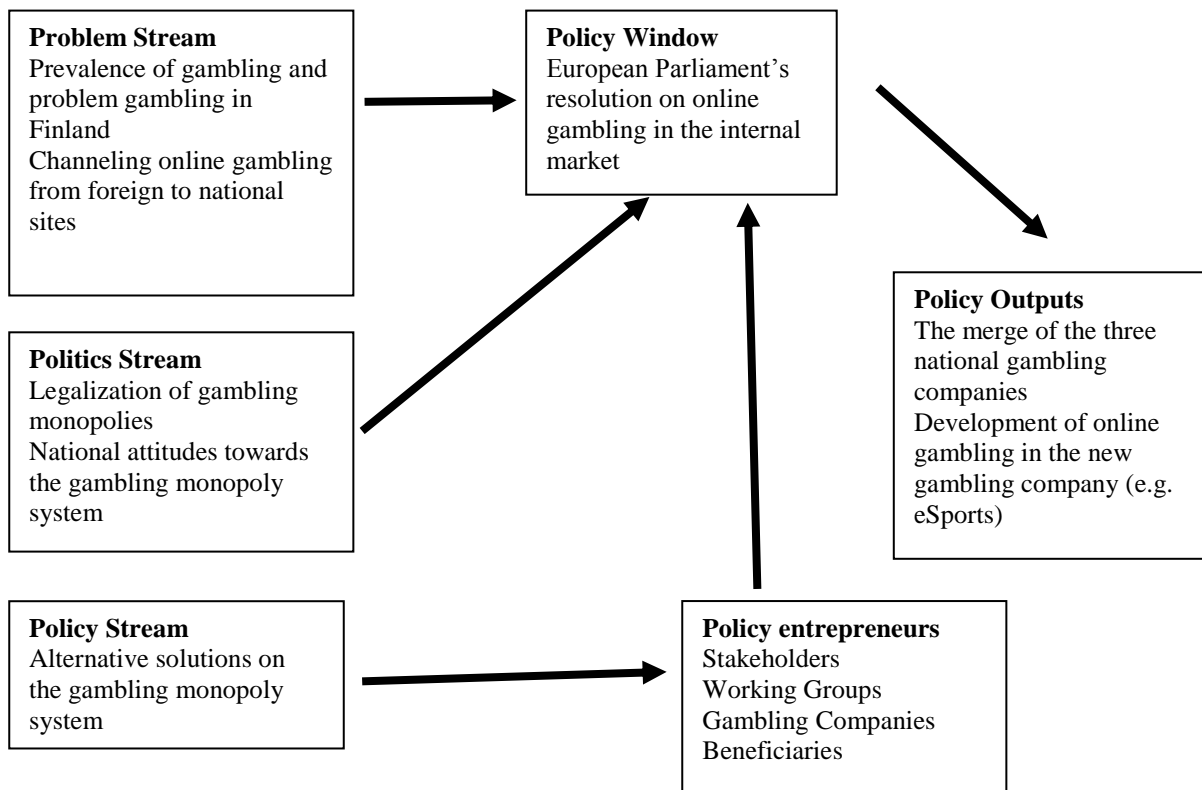 Problem Stream
Prevalence of gambling and
problem gambling in
Finland
Channeling online gambling
from foreign to national
sites
Policy Window
European Parliament’s
resolution on online
gambling in the internal
market
Politics Stream
Legalization of gambling
monopolies
National attitudes towards
the gambling monopoly
system
Policy Outputs
The merge of the three
national gambling
companies
Development of online
gambling in the new
gambling company (e.g.
eSports)
Policy Stream
Alternative solutions on
the gambling monopoly
system
Policy entrepreneurs
Stakeholders
Working Groups
Gambling Companies
Beneficiaries